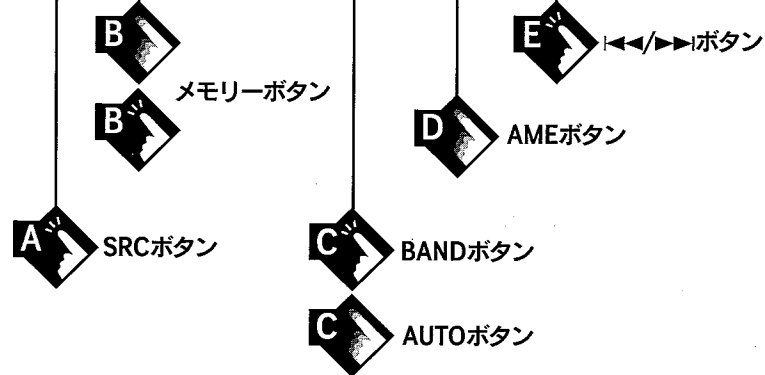 B
E |◀◀/▶▶|ボタン
メモリーボタン
B
D AMEボタン
A SRCボタン
C BANDボタン
C AUTOボタン